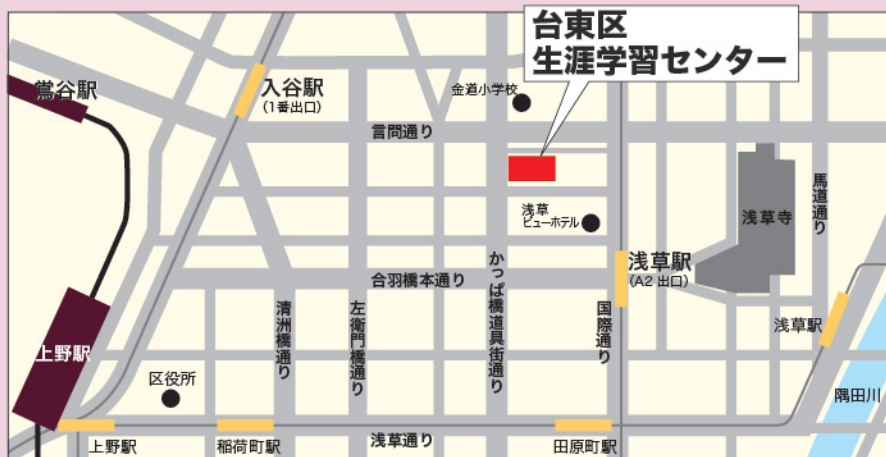 台東区
生涯学習センター
鶯谷駅
入谷駅
(1番出口)
金道小学校
言問通り
浅草
ビューホテル
浅草寺
馬道通り
浅草駅
(A2 出口)
合羽橋本通り
かっぱ橋道具街通り
国際通り
清洲橋通り
左衛門橋通り
浅草駅
上野駅
区役所
隅田川
上野駅
稲荷町駅
浅草通り
田原町駅